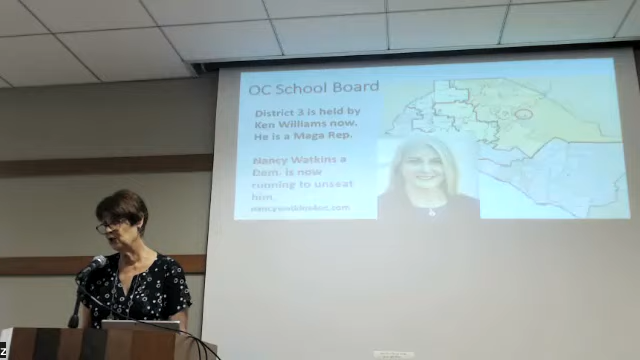 OC School Board
District 3 is held by
Ken Williams now.
He is a Maga Rep.
Nancy Watkins a
Dem. is now
running to unseat
him.
z